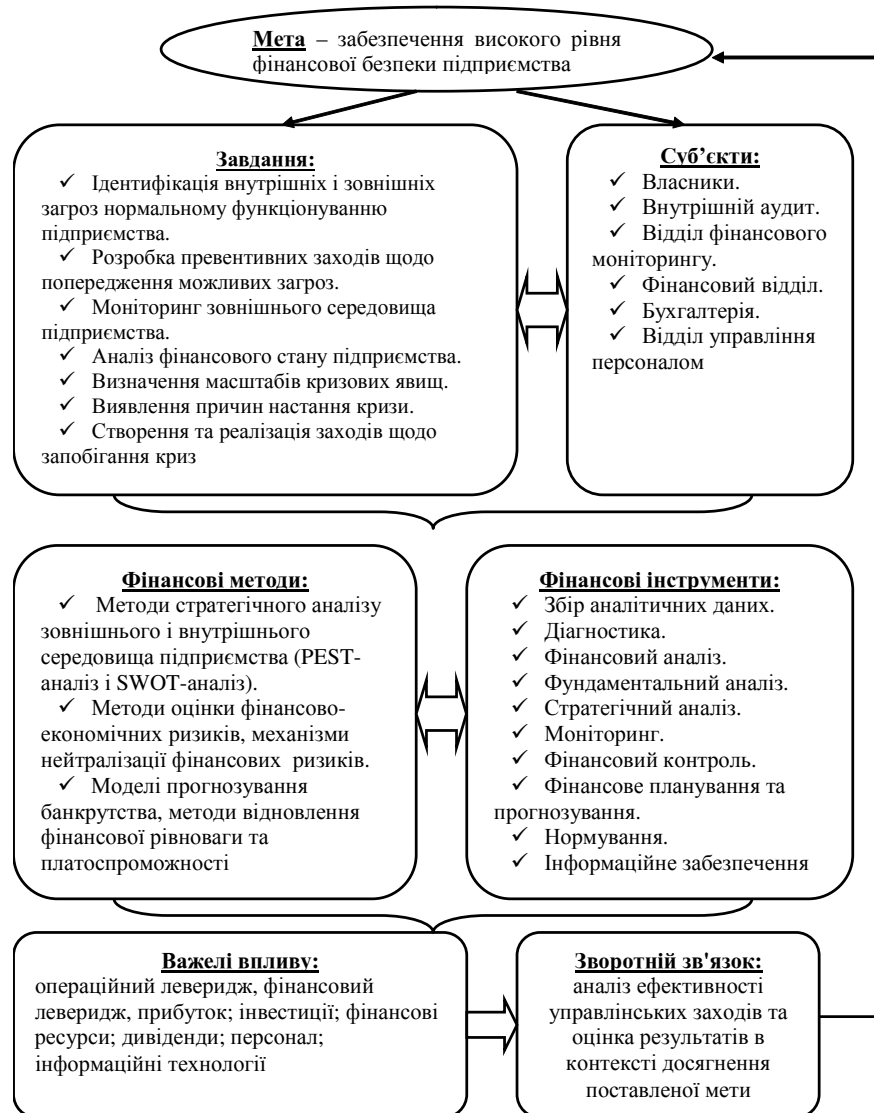 Мета – забезпечення високого рівня
фінансової безпеки підприємства
Завдання:
✓ Ідентифікація внутрішніх і зовнішніх
загроз нормальному функціонуванню
підприємства.
✓ Розробка превентивних заходів щодо
попередження можливих загроз.
✓ Моніторинг зовнішнього середовища
підприємства.
✓ Аналіз фінансового стану підприємства.
✓ Визначення масштабів кризових явищ.
✓ Виявлення причин настання кризи.
✓ Створення та реалізація заходів щодо
запобігання криз
Суб’єкти:
✓ Власники.
✓ Внутрішній аудит.
✓ Відділ фінансового
моніторингу.
✓ Фінансовий відділ.
✓ Бухгалтерія.
✓ Відділ управління
персоналом
Фінансові методи:
✓ Методи стратегічного аналізу
зовнішнього і внутрішнього
середовища підприємства (PEST-
аналіз і SWOT-аналіз).
✓ Методи оцінки фінансово-
економічних ризиків, механізми
нейтралізації фінансових ризиків.
✓ Моделі прогнозування
банкрутства, методи відновлення
фінансової рівноваги та
платоспроможності
Фінансові інструменти:
✓ Збір аналітичних даних.
✓ Діагностика.
✓ Фінансовий аналіз.
✓ Фундаментальний аналіз.
✓ Стратегічний аналіз.
✓ Моніторинг.
✓ Фінансовий контроль.
✓ Фінансове планування та
прогнозування.
✓ Нормування.
✓ Інформаційне забезпечення
Важелі впливу:
операційний леверидж, фінансовий
леверидж, прибуток; інвестиції; фінансові
ресурси; дивіденди; персонал;
інформаційні технології
Зворотній зв'язок:
аналіз ефективності
управлінських заходів та
оцінка результатів в
контексті досягнення
поставленої мети